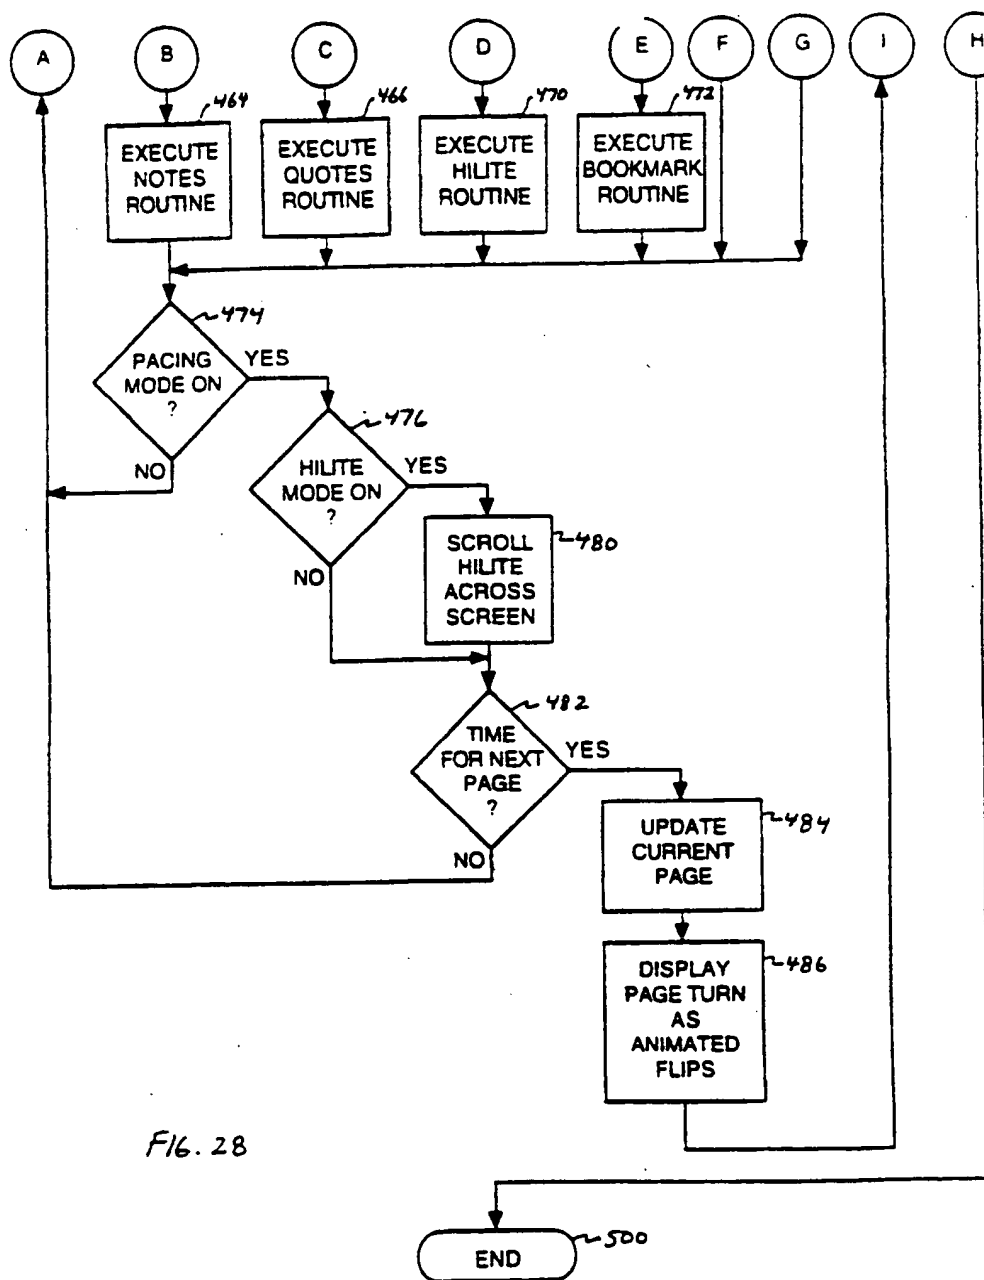 A
B
C
D
E
F
G
I
H
464
466
470
472
EXECUTE
NOTES
ROUTINE
EXECUTE
QUOTES
ROUTINE
EXECUTE
HILITE
ROUTINE
EXECUTE
BOOKMARK
ROUTINE
474
PACING
MODE ON
?
YES
NO
476
HILITE
MODE ON
?
YES
NO
480
SCROLL
HILITE
ACROSS
SCREEN
482
TIME
FOR NEXT
PAGE
?
YES
NO
484
UPDATE
CURRENT
PAGE
486
DISPLAY
PAGE TURN
AS
ANIMATED
FLIPS
FIG. 28
500
END